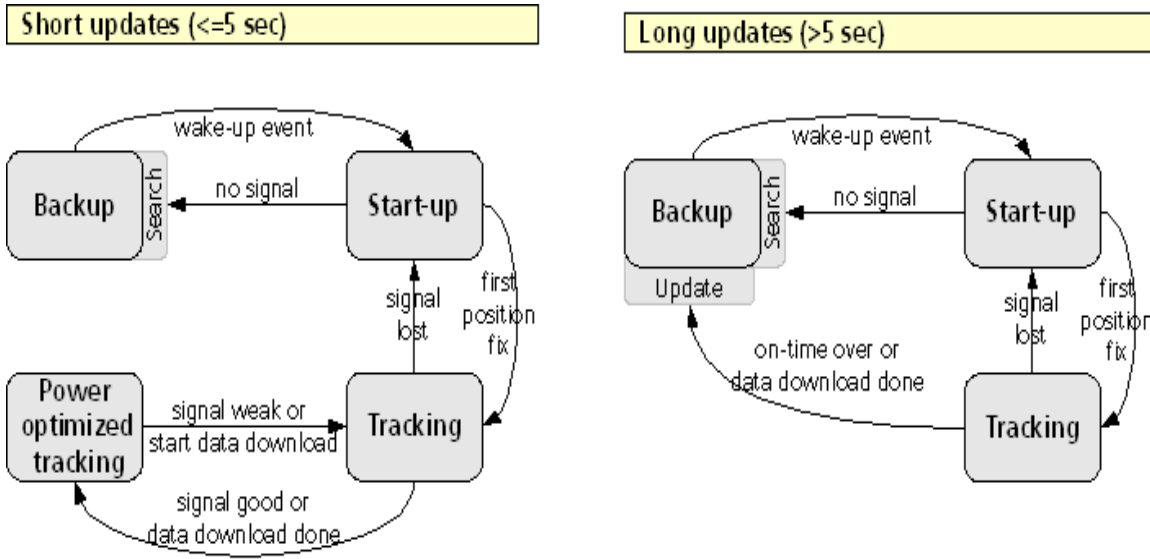 Short updates (<=5 sec)
wake-up event
Backup
Search
no signal
Start-up
signal
lost
first
position
fix
Power
optimized
tracking
signal weak or
start data download
Tracking
signal good or
data download done
Long updates (>5 sec)
wake-up event
Backup
Search
no signal
Start-up
Update
signal
lost
first
position
fix
on-time over or
data download done
Tracking